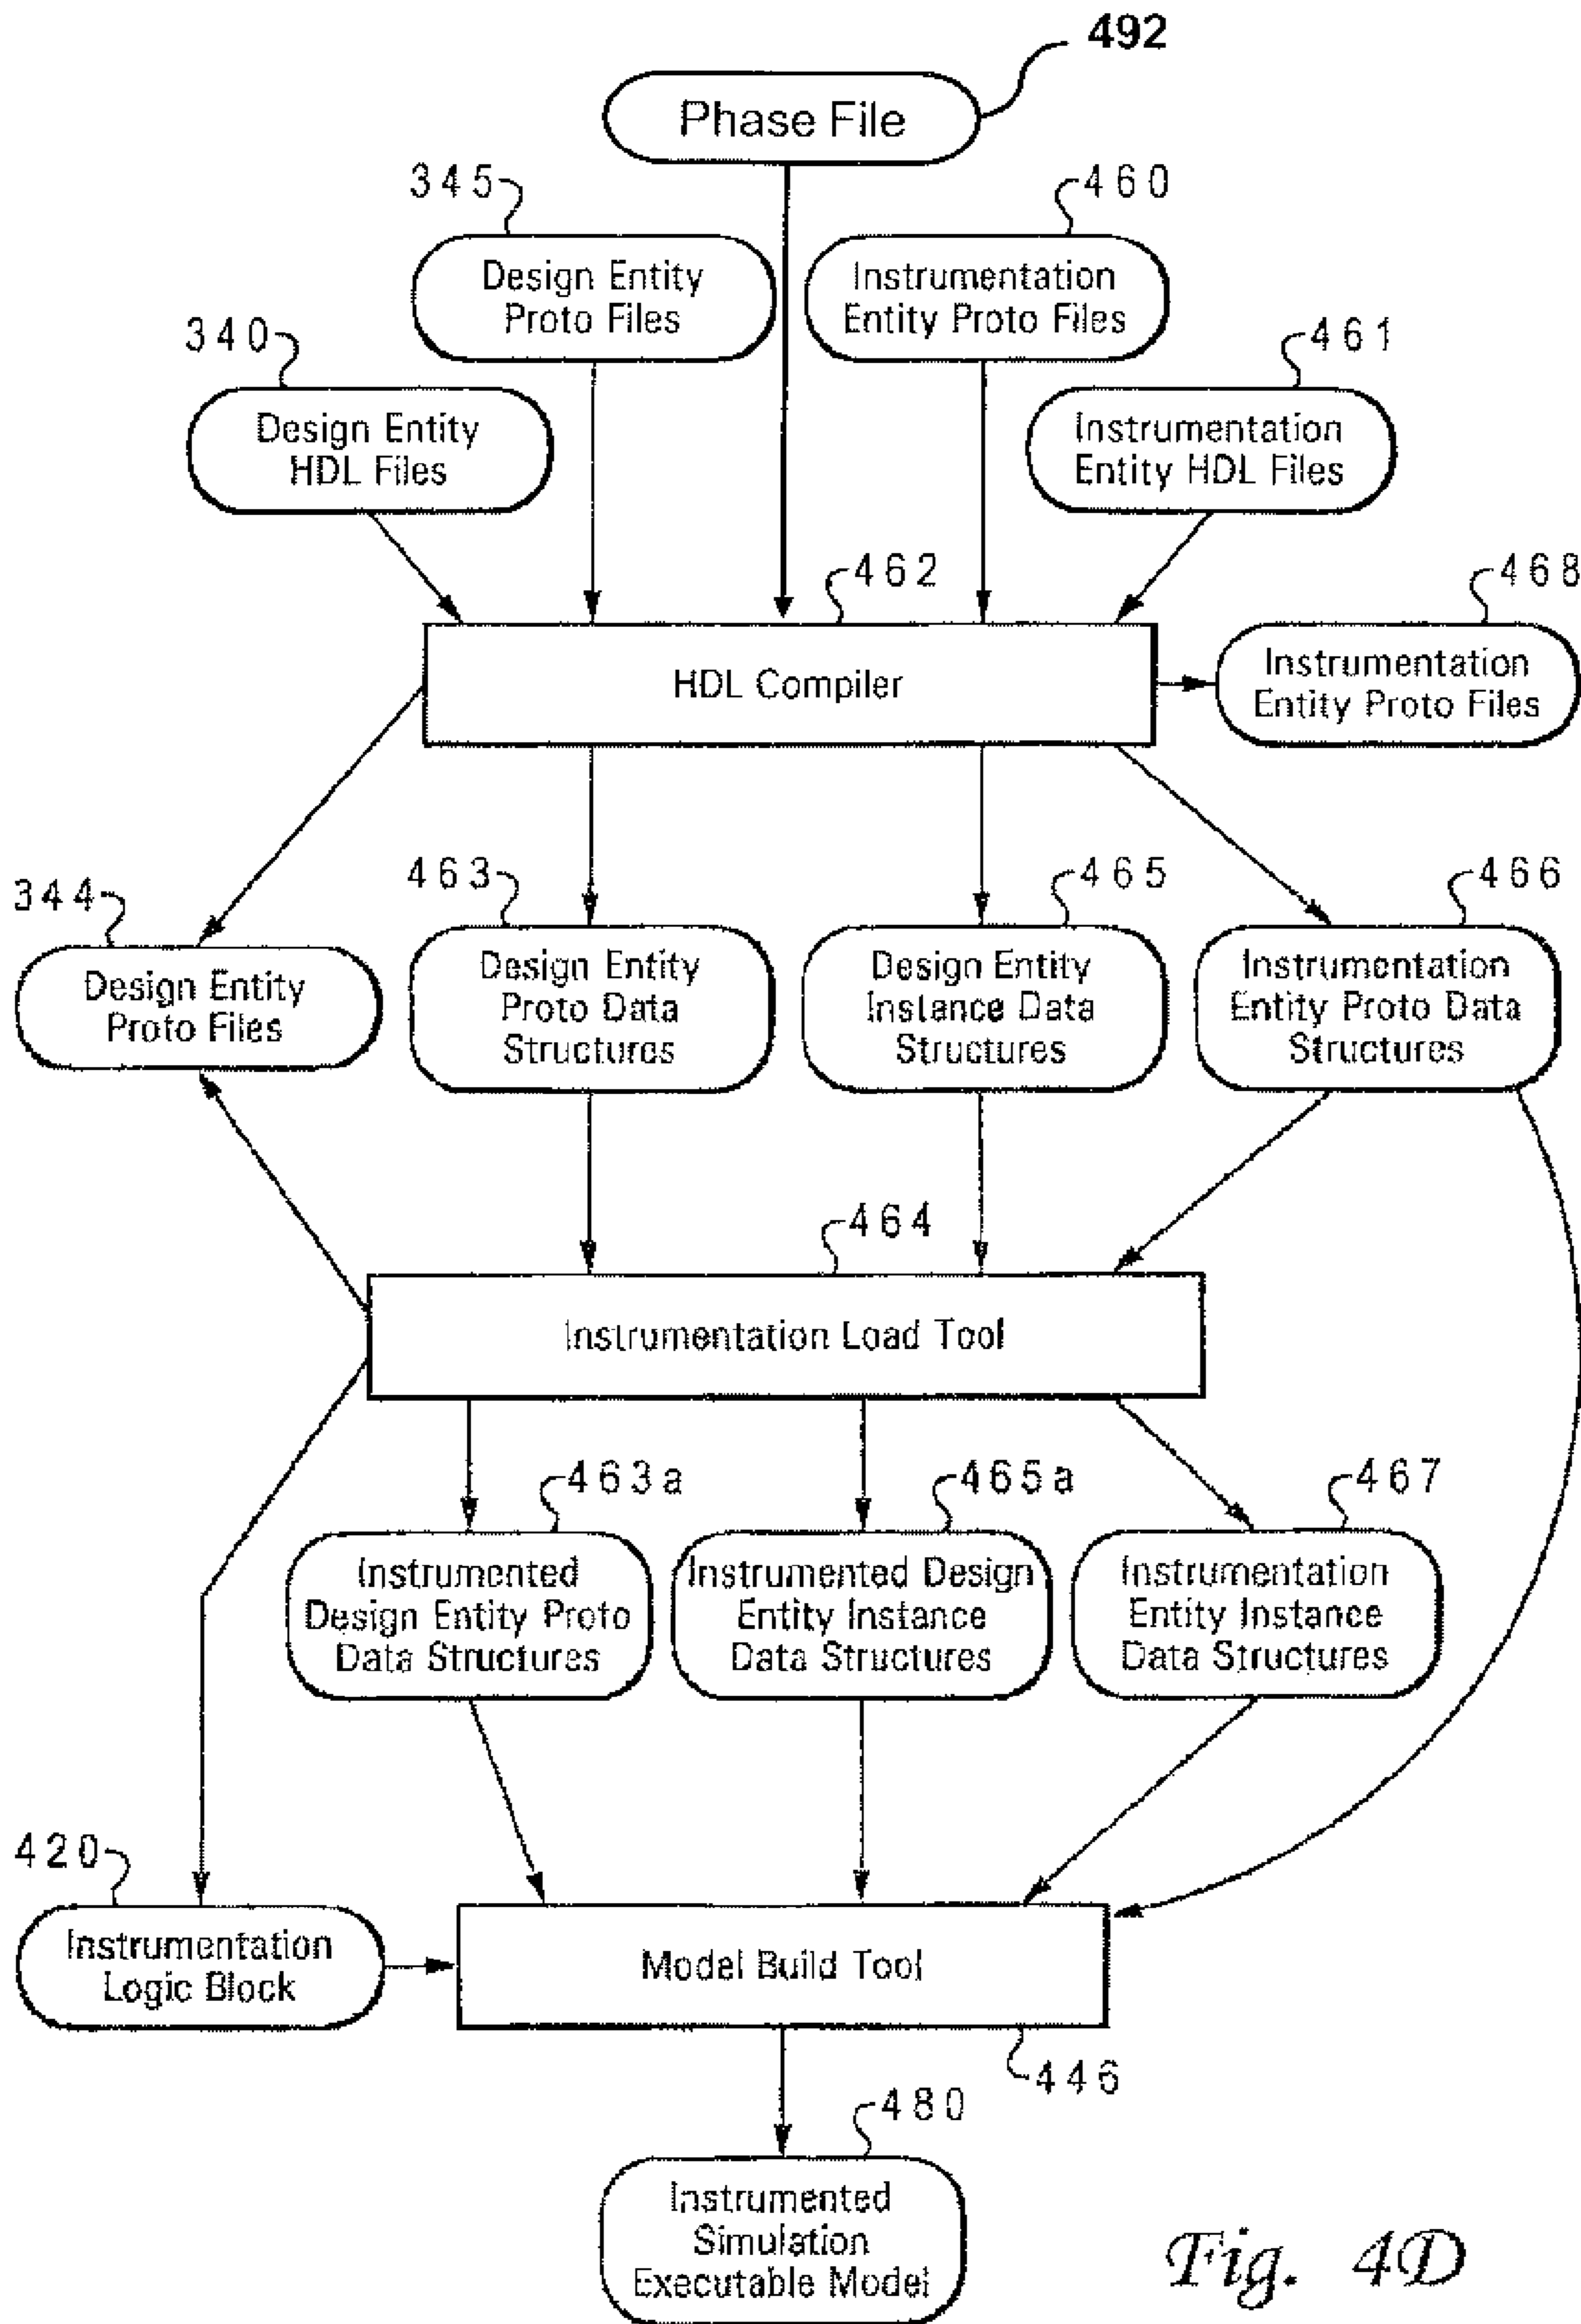 492
Phase File
345
460
Design Entity
Proto Files
Instrumentation
Entity Proto Files
340
461
Design Entity
HDL Files
Instrumentation
Entity HDL Files
462
468
HDL Compiler
Instrumentation
Entity Proto Files
344
463
465
466
Design Entity
Proto Files
Design Entity
Proto Data
Structures
Design Entity
Instance Data
Structures
Instrumentation
Entity Proto Data
Structures
464
Instrumentation Load Tool
463a
465a
467
Instrumented
Design Entity Proto
Data Structures
Instrumented Design
Entity Instance
Data Structures
Instrumentation
Entity Instance
Data Structures
420
Instrumentation
Logic Block
Model Build Tool
446
480
Instrumented
Simulation
Executable Model
Fig. 4D